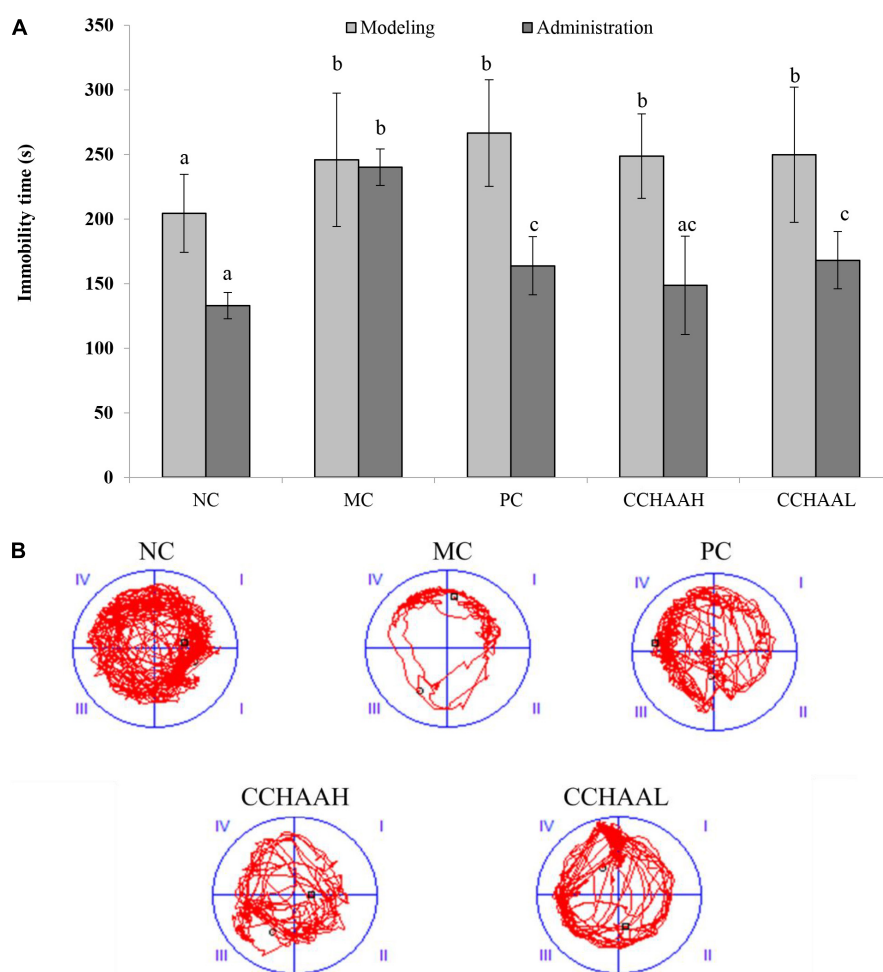 A
350
Modeling
Administration
300
250
200
150
100
50
0
Immobility time (s)
a
a
b
b
b
c
b
ac
b
c
NC
MC
PC
CCHAAH
CCHAAL
B
NC
MC
PC
IV
I
III
I
IV
I
III
II
IV
I
III
II
CCHAAH
CCHAAL
IV
I
III
II
IV
I
III
II